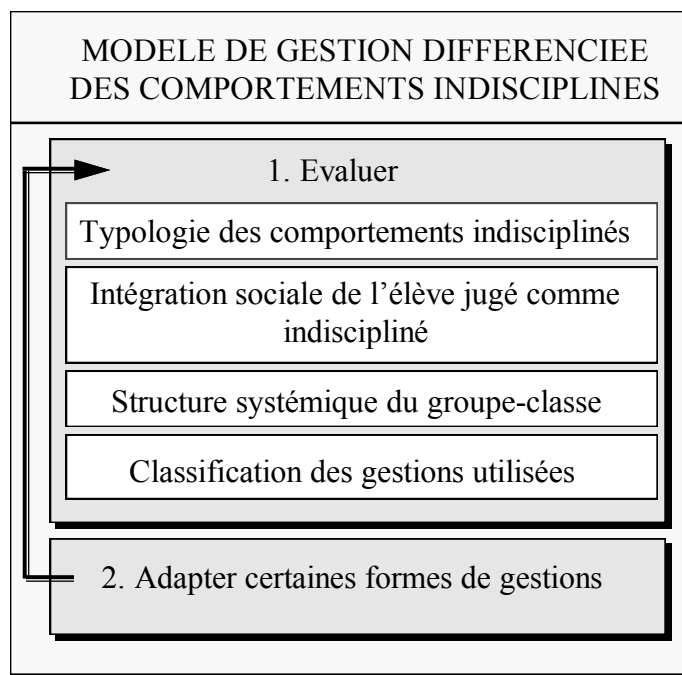 MODELE DE GESTION DIFFERENCIEE
DES COMPORTEMENTS INDISCIPLINES
1. Evaluer
Typologie des comportements indisciplinés
Intégration sociale de l’élève jugé comme
indiscipliné
Structure systémique du groupe-classe
Classification des gestions utilisées
2. Adapter certaines formes de gestions